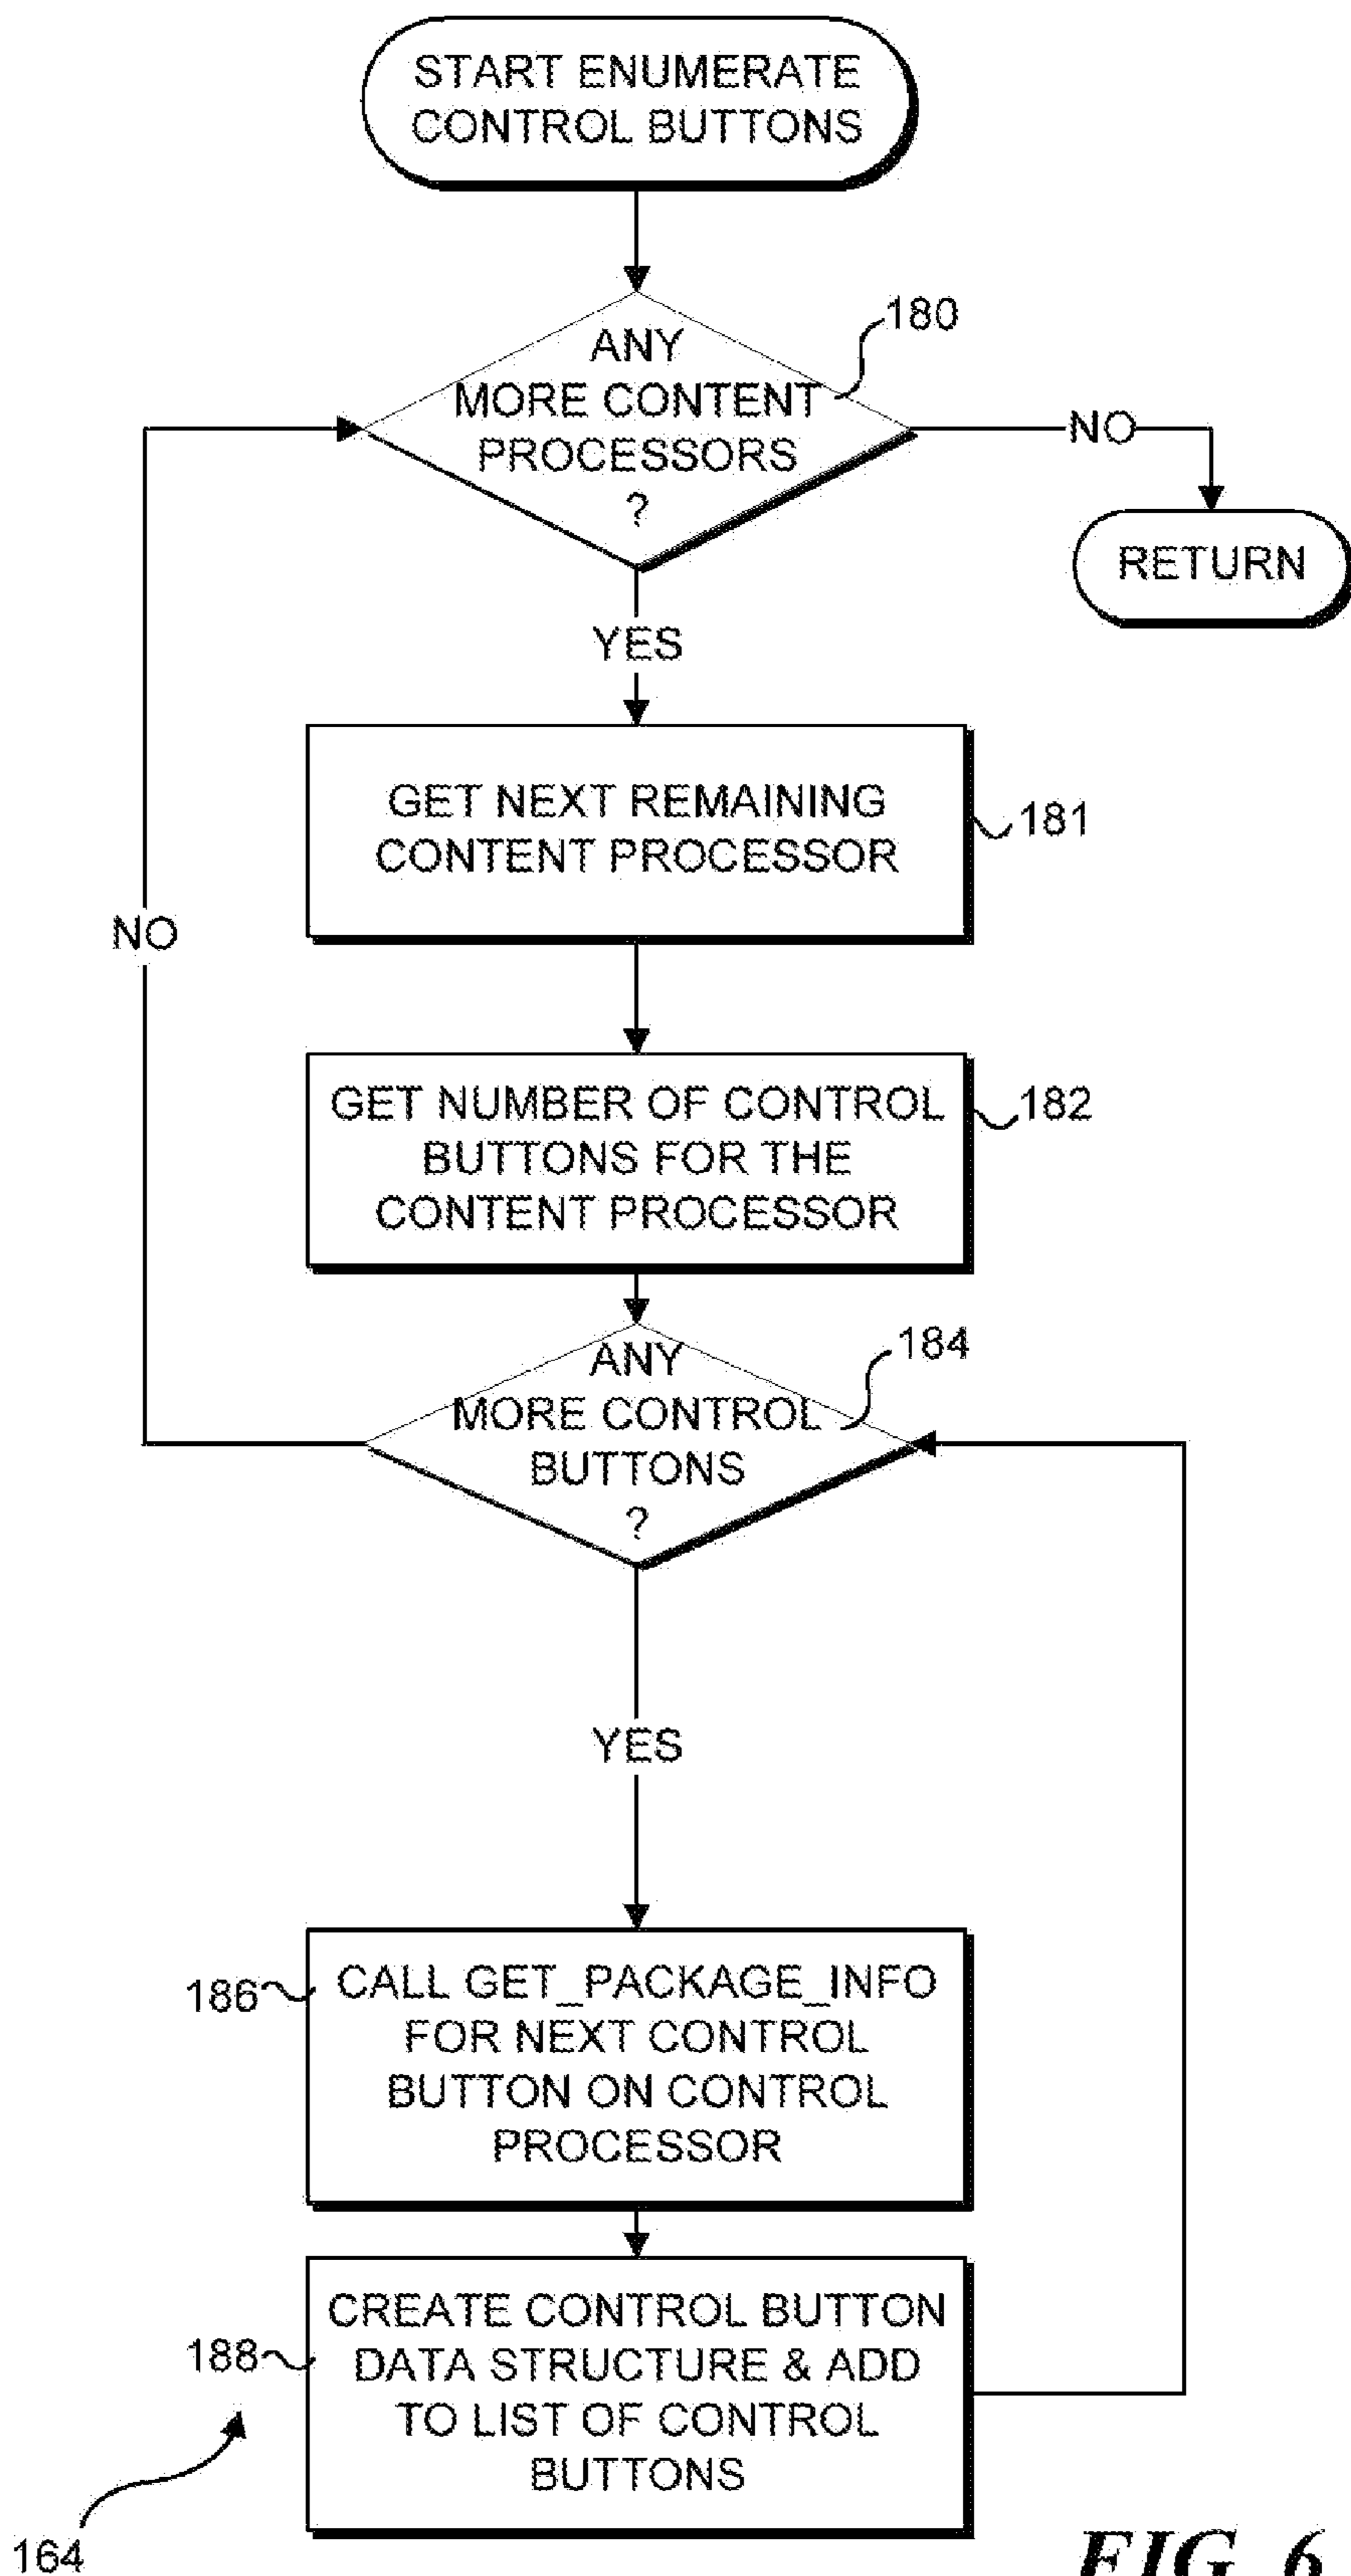 START ENUMERATE
CONTROL BUTTONS
180
ANY
MORE CONTENT
PROCESSORS
?
NO
RETURN
YES
GET NEXT REMAINING
CONTENT PROCESSOR
181
NO
GET NUMBER OF CONTROL
BUTTONS FOR THE
CONTENT PROCESSOR
182
184
ANY
MORE CONTROL
BUTTONS
?
YES
186
CALL GET_PACKAGE_INFO
FOR NEXT CONTROL
BUTTON ON CONTROL
PROCESSOR
188
CREATE CONTROL BUTTON
DATA STRUCTURE & ADD
TO LIST OF CONTROL
BUTTONS
164
FIG. 6